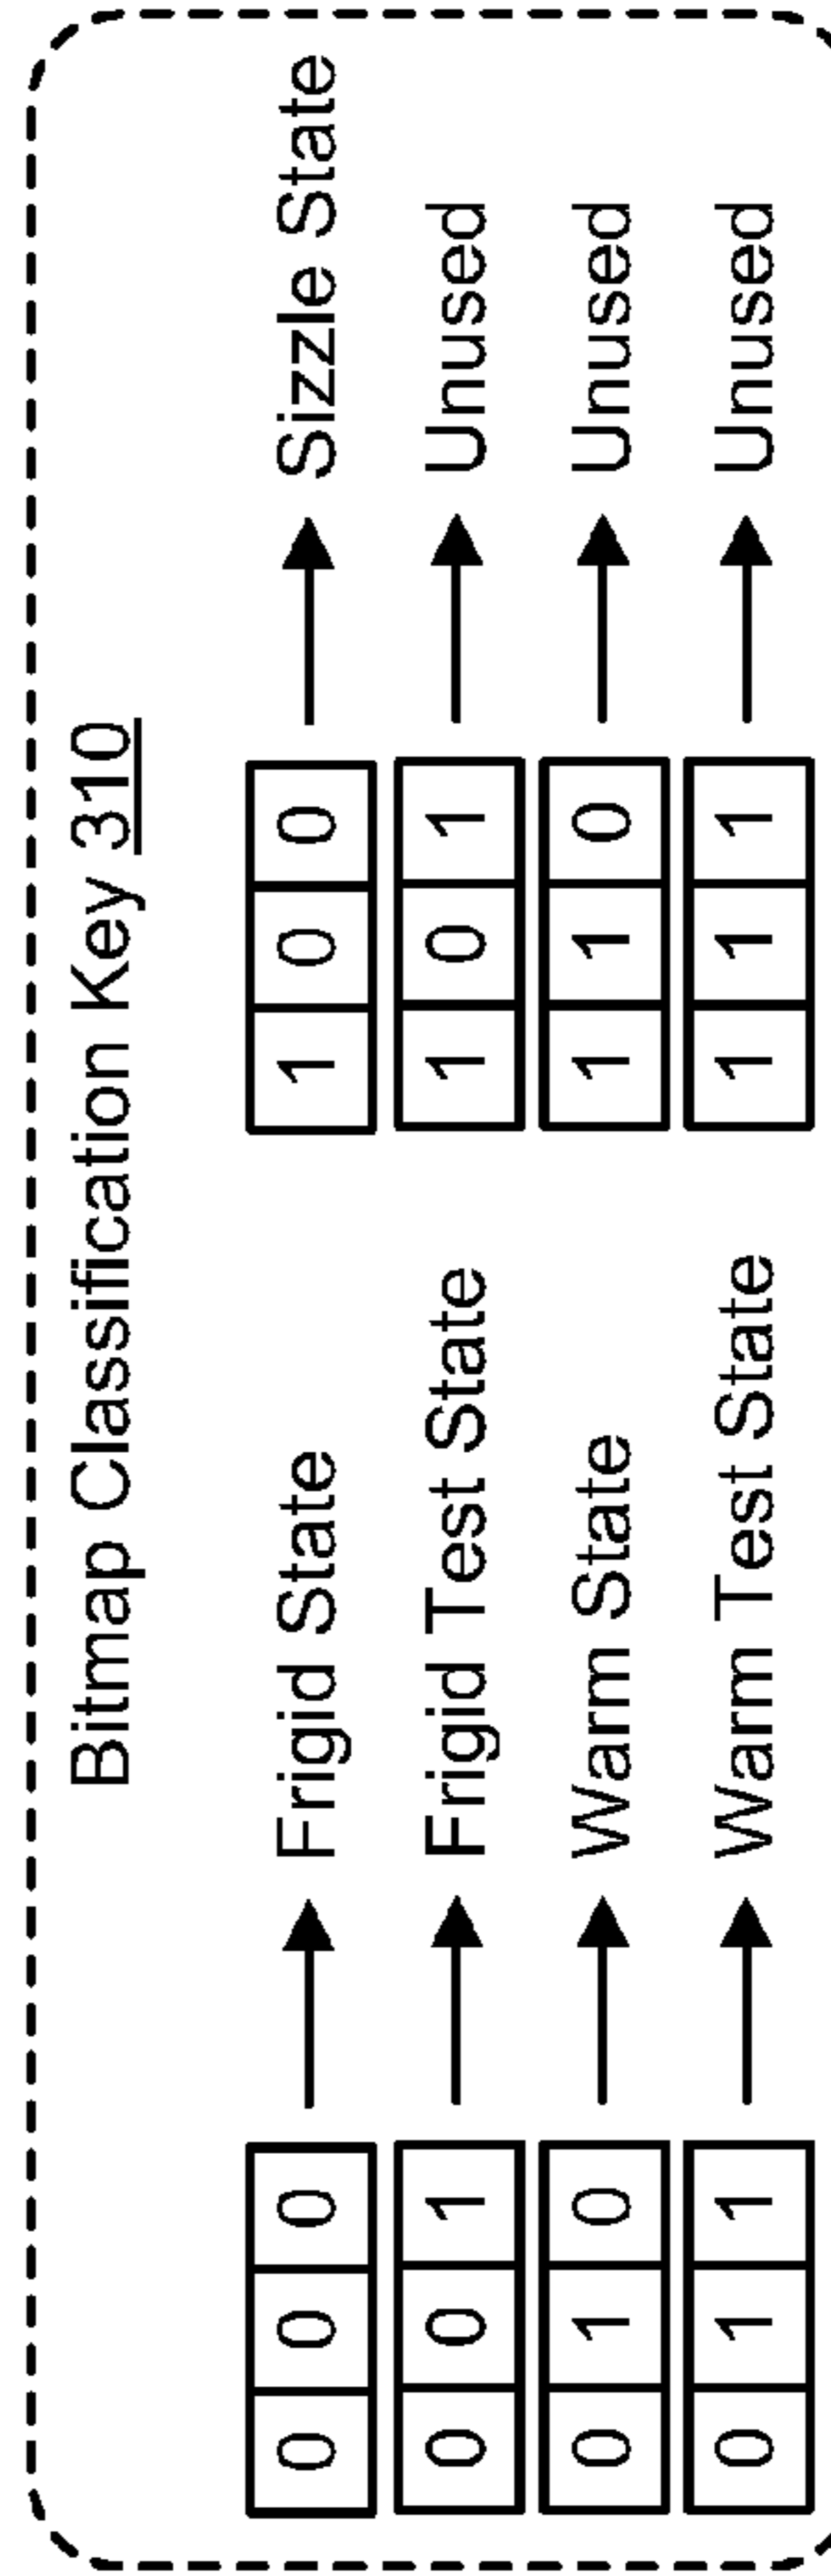 Bitmap Classification Key 310
0 0 0 Frigid State 1 0 0 Sizzle State
0 0 1 Frigid Test State 1 0 1 Unused
0 1 0 Warm State 1 1 0 Unused
0 1 1 Warm Test State 1 1 1 Unused